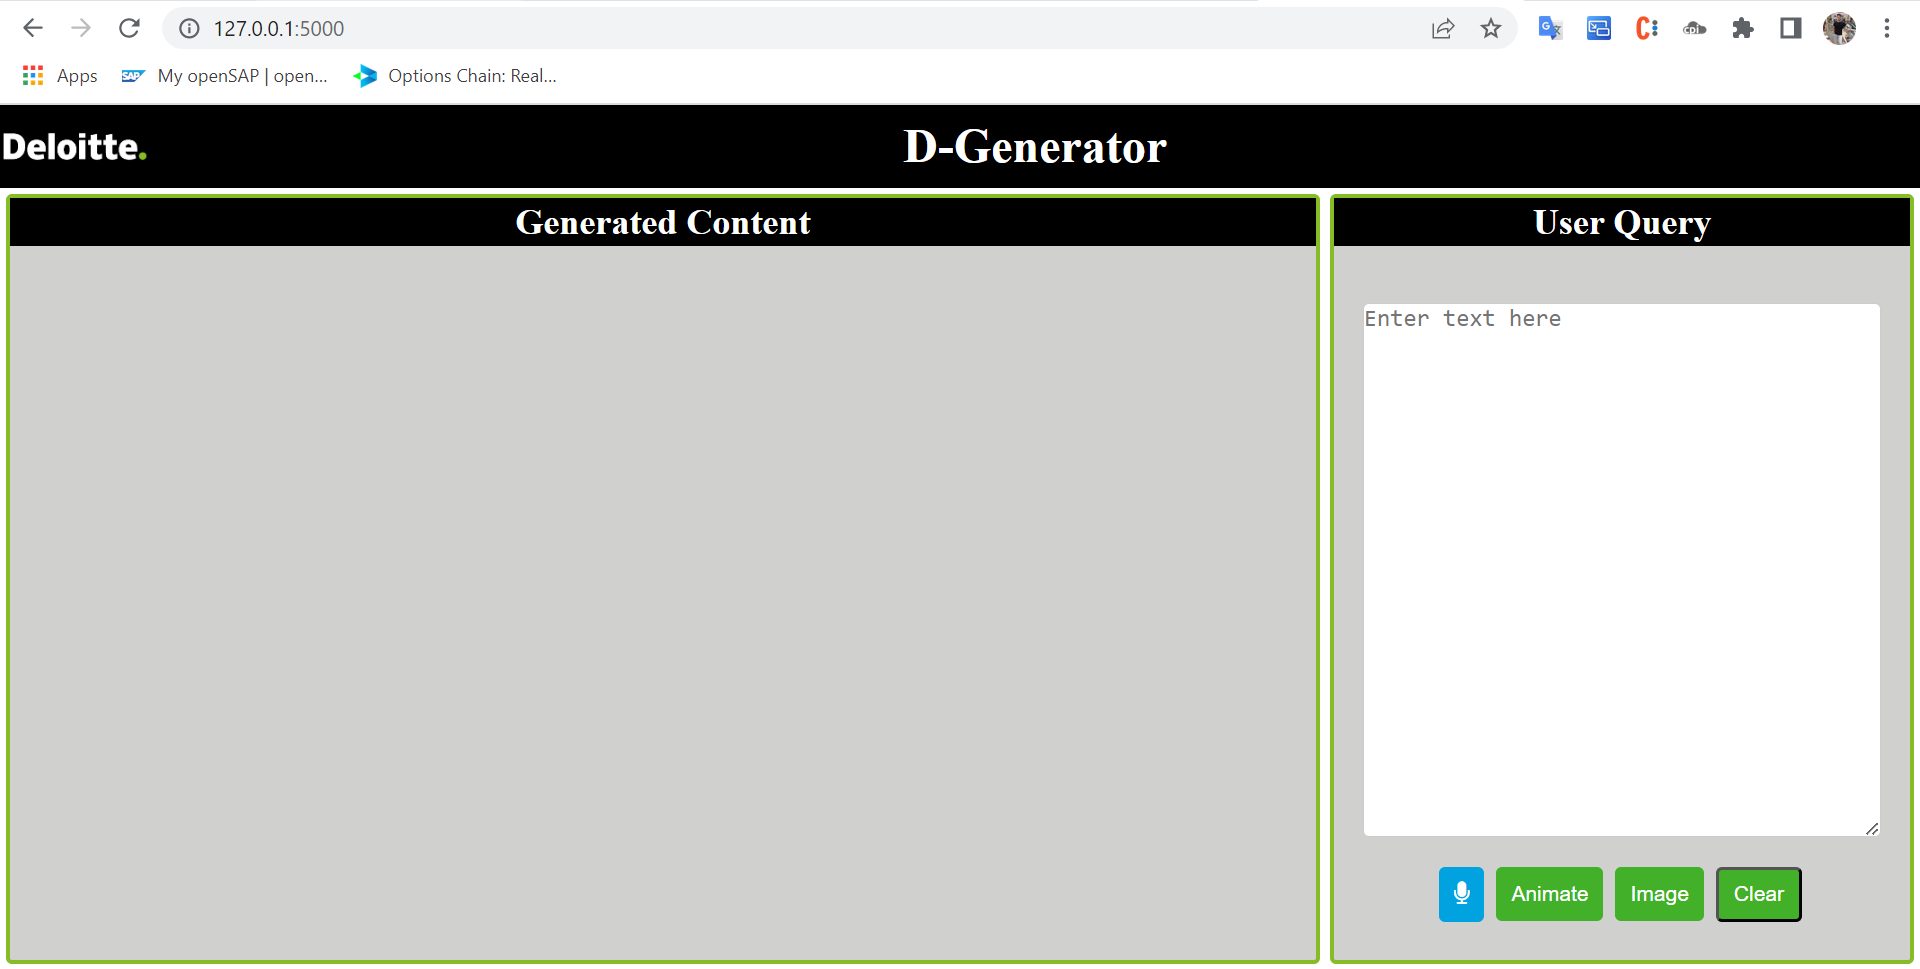 127.0.0.1:5000
Apps
My openSAP | open...
Options Chain: Real...
Deloitte.
D-Generator
Generated Content
User Query
Enter text here
Animate
Image
Clear